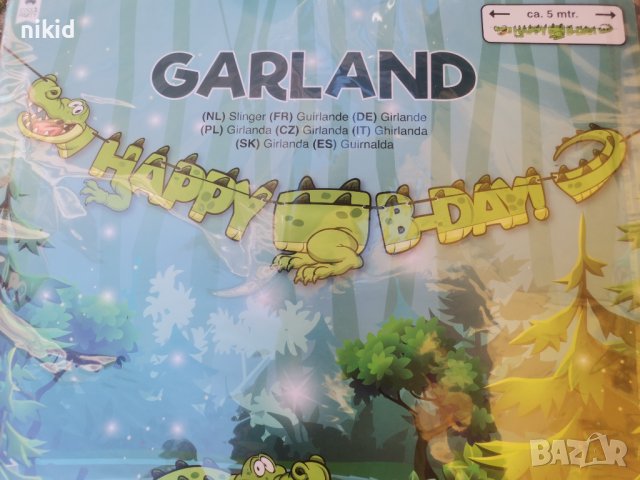 nikid
ca. 5 mtr.
GARLAND
(NL) Slinger (FR) Guirlande (DE) Girlande
(PL) Girlanda (CZ) Girlanda (IT) Ghirlanda
(SK) Girlanda (ES) Guirnalda
HAPPY B-DAY!
BAZAR